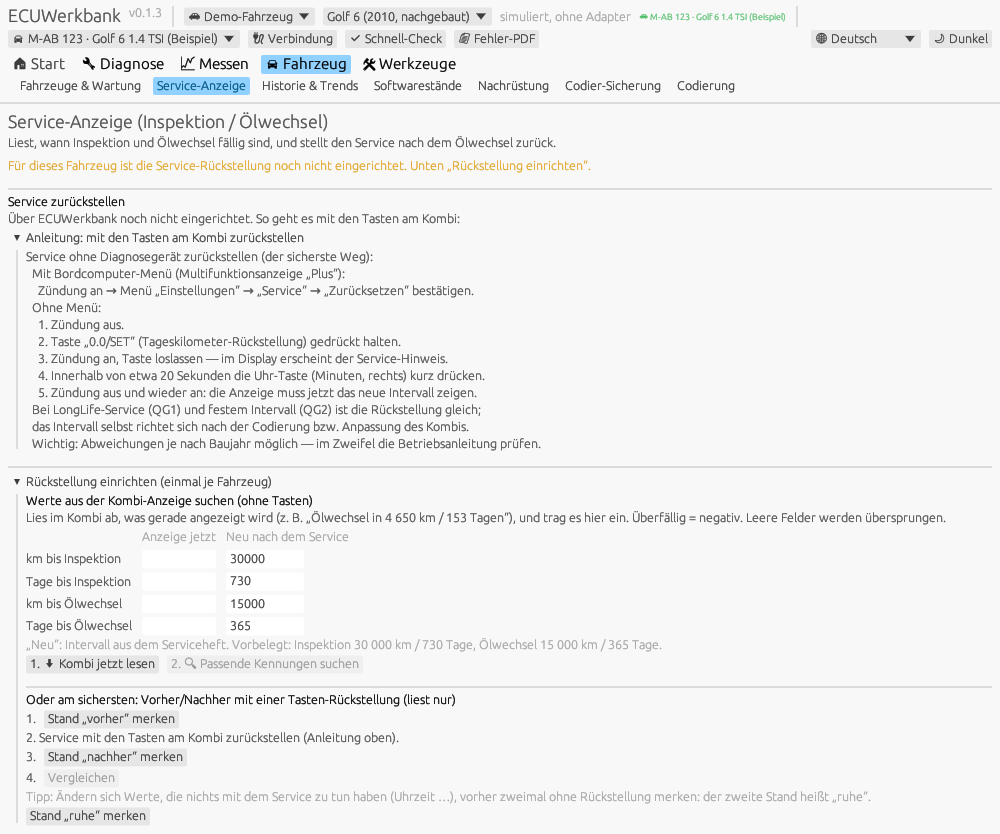 ECUWerkbank v0.1.3 Demo-Fahrzeug Golf 6 (2010, nachgebaut) simuliert, ohne Adapter M-AB 123 · Golf 6 1.4 TSI (Beispiel)
M-AB 123 · Golf 6 1.4 TSI (Beispiel) Verbindung Schnell-Check Fehler-PDF Deutsch Dunkel
Start Diagnose Messen Fahrzeug Werkzeuge
Fahrzeuge & Wartung Service-Anzeige Historie & Trends Softwarestände Nachrüstung Codier-Sicherung Codierung
Service-Anzeige (Inspektion / Ölwechsel)
Liest, wann Inspektion und Ölwechsel fällig sind, und stellt den Service nach dem Ölwechsel zurück.
Für dieses Fahrzeug ist die Service-Rückstellung noch nicht eingerichtet. Unten „Rückstellung einrichten“.
Service zurückstellen
Über ECUWerkbank noch nicht eingerichtet. So geht es mit den Tasten am Kombi:
▼ Anleitung: mit den Tasten am Kombi zurückstellen
Service ohne Diagnosegerät zurückstellen (der sicherste Weg):
Mit Bordcomputer-Menü (Multifunktionsanzeige „Plus“):
Zündung an → Menü „Einstellungen“ → „Service“ → „Zurücksetzen“ bestätigen.
Ohne Menü:
1. Zündung aus.
2. Taste „0.0/SET“ (Tageskilometer-Rückstellung) gedrückt halten.
3. Zündung an, Taste loslassen — im Display erscheint der Service-Hinweis.
4. Innerhalb von etwa 20 Sekunden die Uhr-Taste (Minuten, rechts) kurz drücken.
5. Zündung aus und wieder an: die Anzeige muss jetzt das neue Intervall zeigen.
Bei LongLife-Service (QG1) und festem Intervall (QG2) ist die Rückstellung gleich;
das Intervall selbst richtet sich nach der Codierung bzw. Anpassung des Kombis.
Wichtig: Abweichungen je nach Baujahr möglich — im Zweifel die Betriebsanleitung prüfen.
▼ Rückstellung einrichten (einmal je Fahrzeug)
Werte aus der Kombi-Anzeige suchen (ohne Tasten)
Lies im Kombi ab, was gerade angezeigt wird (z. B. „Ölwechsel in 4 650 km / 153 Tagen“), und trag es hier ein. Überfällig = negativ. Leere Felder werden übersprungen.
Anzeige jetzt Neu nach dem Service
km bis Inspektion 30000
Tage bis Inspektion 730
km bis Ölwechsel 15000
Tage bis Ölwechsel 365
„Neu“: Intervall aus dem Serviceheft. Vorbelegt: Inspektion 30 000 km / 730 Tage, Ölwechsel 15 000 km / 365 Tage.
1. ⬇ Kombi jetzt lesen 2. 🔍 Passende Kennungen suchen
Oder am sichersten: Vorher/Nachher mit einer Tasten-Rückstellung (liest nur)
1. Stand „vorher“ merken
2. Service mit den Tasten am Kombi zurückstellen (Anleitung oben).
3. Stand „nachher“ merken
4. Vergleichen
Tipp: Ändern sich Werte, die nichts mit dem Service zu tun haben (Uhrzeit …), vorher zweimal ohne Rückstellung merken: der zweite Stand heißt „ruhe“.
Stand „ruhe“ merken